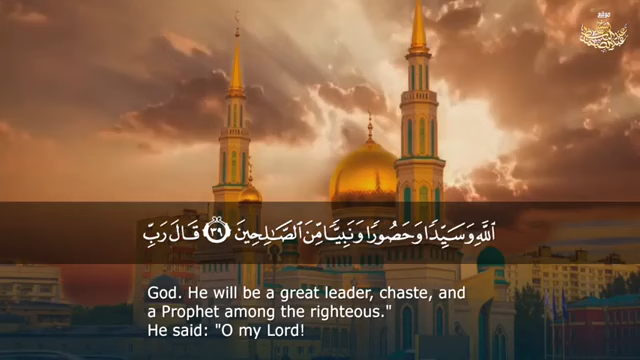 موقع
ٱللَّهِ وَسَيِّدًا وَحَصُورًا وَنَبِيًّا مِّنَ ٱلصَّـٰلِحِينَ ٣٩ قَالَ رَبِّ
God. He will be a great leader, chaste, and
a Prophet among the righteous."
He said: "O my Lord!